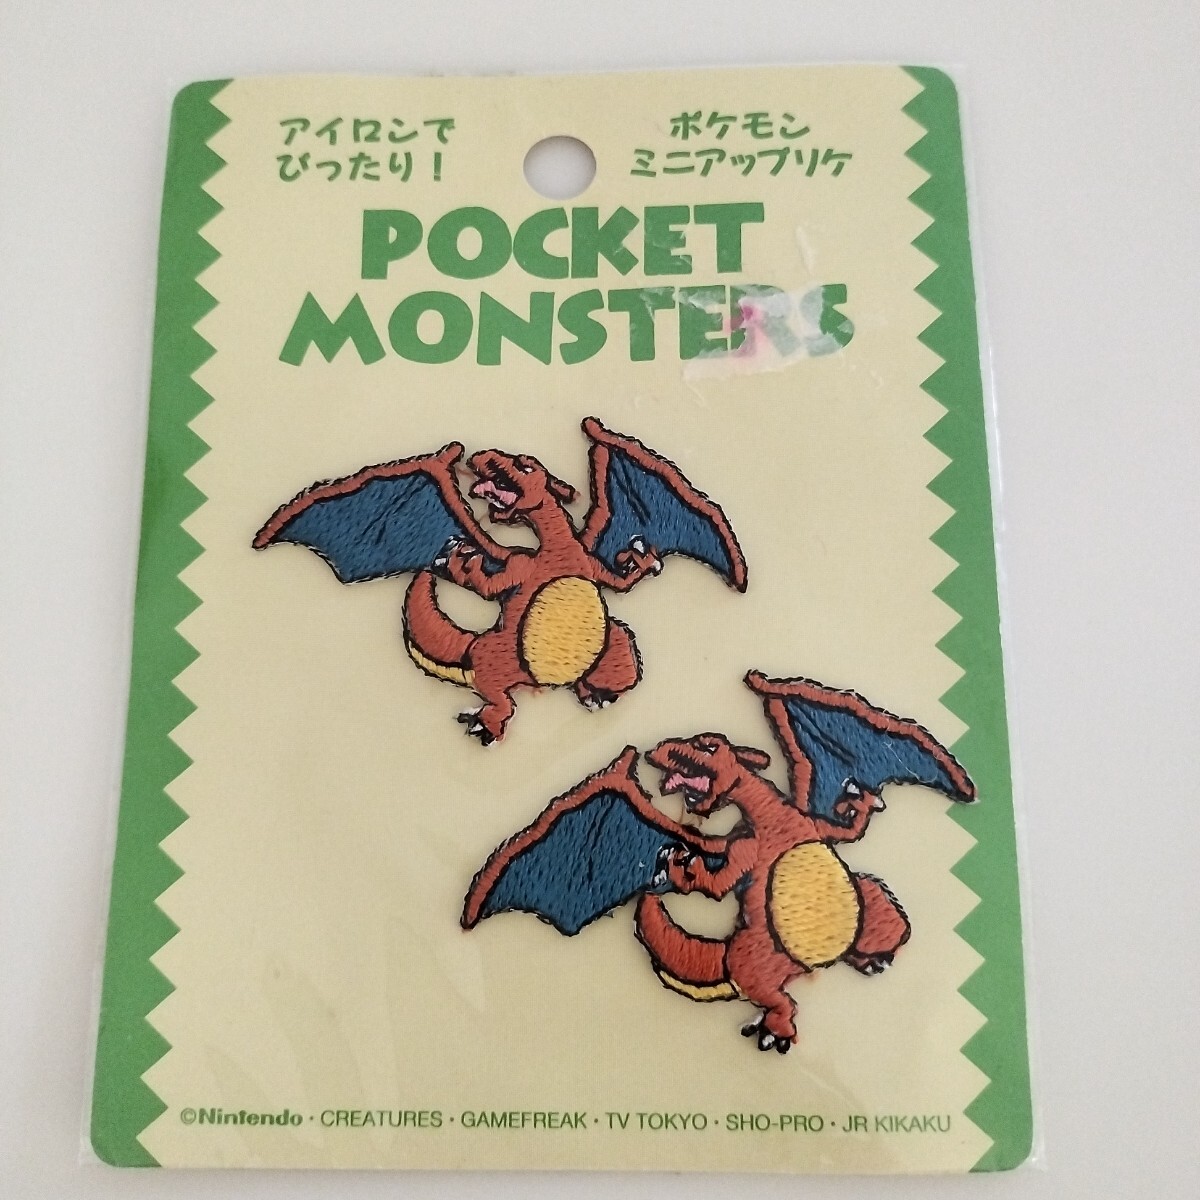 アイロンで
ぴったり！
ポケモン
ミニアップリケ
POCKET
MONSTERS
©Nintendo・CREATURES・GAMEFREAK・TV TOKYO・SHO-PRO・JR KIKAKU